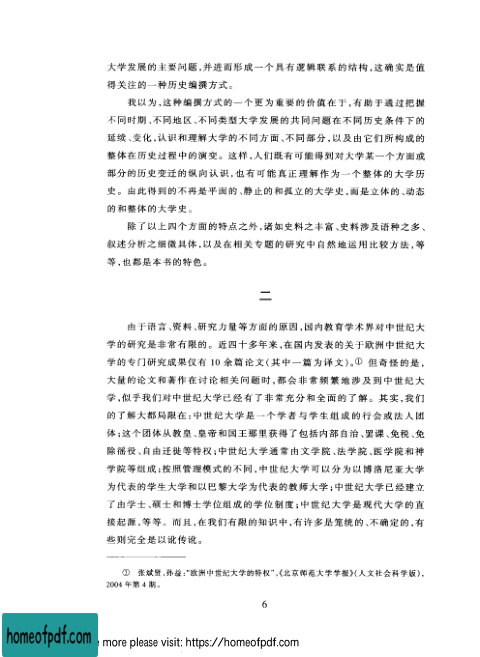 大学发展的主要问题,并进而形成一个具有逻辑联系的结构,这确实是值
得关注的一种历史编撰方式。
我以为,这种编撰方式的一个更为重要的价值在于,有助于通过把握
不同时期、不同地区、不同类型大学发展的共同问题在不同历史条件下的
延续、变化,认识和理解大学的不同方面、不同部分,以及由它们所构成的
整体在历史过程中的演变。这样,人们既有可能得到对大学某一个方面或
部分的历史变迁的纵向认识,也有可能真正理解作为一个整体的大学历
史。由此得到的不再是平面的、静止的和孤立的大学史,而是立体的、动态
的和整体的大学史。
除了以上四个方面的特点之外,诸如史料之丰富、史料涉及语种之多、
叙述分析之细微具体,以及在相关专题的研究中自然地运用比较方法,等
等,也都是本书的特色。
二
由于语言、资料、研究力量等方面的原因,国内教育学术界对中世纪大
学的研究是非常有限的。近四十多年来,在国内发表的关于欧洲中世纪大
学的专门研究成果仅有 10 余篇论文(其中一篇为译文)。① 但奇怪的是,
大量的论文和著作在讨论相关问题时,都会非常频繁地涉及到中世纪大
学,似乎我们对中世纪大学已经有了非常充分和全面的了解。其实,我们
的了解大都局限在:中世纪大学是一个学者与学生组成的行会或法人团
体;这个团体从教皇、皇帝和国王那里获得了包括内部自治、罢课、免税、免
除徭役、自由迁徙等特权;中世纪大学通常由文学院、法学院、医学院和神
学院等组成;按照管理模式的不同,中世纪大学可以分为以博洛尼亚大学
为代表的学生大学和以巴黎大学为代表的教师大学;中世纪大学已经建立
了由学士、硕士和博士学位组成的学位制度;中世纪大学是现代大学的直
接起源,等等。而且,在我们有限的知识中,有许多是笼统的、不确定的,有
些则完全是以讹传讹。
① 张斌贤,孙益:"欧洲中世纪大学的特权",《北京师范大学学报》(人文社会科学版),
2004 年第 4 期。
6
homeofpdf.com
more please visit: https://homeofpdf.com